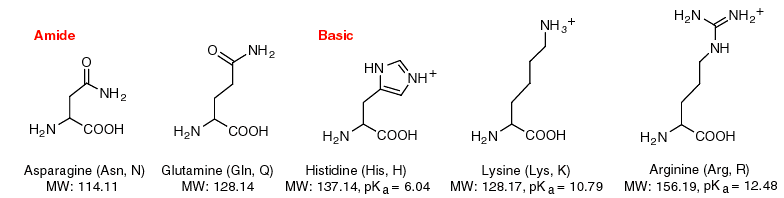 Amide
Basic
O
NH2
H2N
COOH
O
NH2
H2N
COOH
HN
NH+
H2N
COOH
NH3+
H2N
COOH
H2N
NH2+
NH
H2N
COOH
Asparagine (Asn, N)
MW: 114.11
Glutamine (Gln, Q)
MW: 128.14
Histidine (His, H)
MW: 137.14, pKa = 6.04
Lysine (Lys, K)
MW: 128.17, pKa = 10.79
Arginine (Arg, R)
MW: 156.19, pKa = 12.48